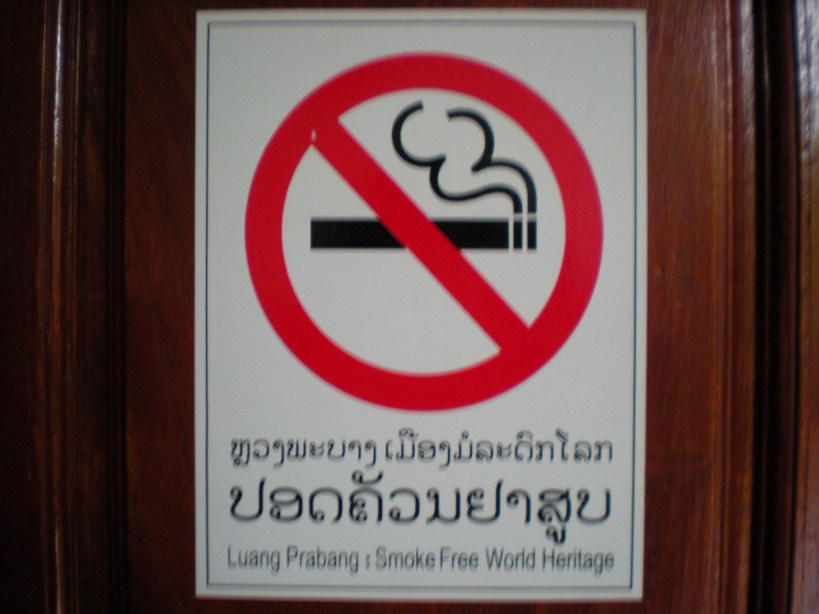 ຫຼວງພະບາງ ເມືອງມໍລະດົກໂລກ
ປອດຄັວນຢາສູບ
Luang Prabang : Smoke Free World Heritage